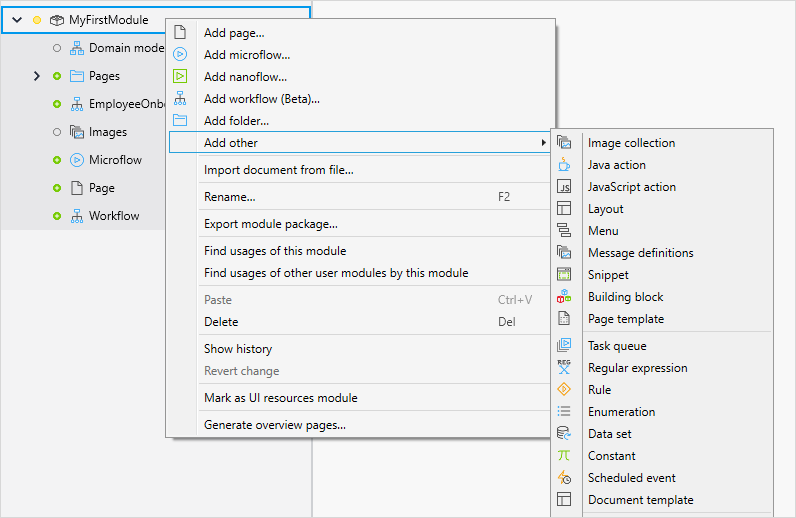 MyFirstModule
Domain mode
Pages
EmployeeOnbo
Images
Microflow
Page
Workflow
Add page...
Add microflow...
Add nanoflow...
Add workflow (Beta)...
Add folder...
Add other
Import document from file...
Rename... F2
Export module package...
Find usages of this module
Find usages of other user modules by this module
Paste Ctrl+V
Delete Del
Show history
Revert change
Mark as UI resources module
Generate overview pages...
Image collection
Java action
JS JavaScript action
Layout
Menu
Message definitions
Snippet
Building block
Page template
Task queue
REG Regular expression
Rule
Enumeration
Data set
Constant
Scheduled event
Document template